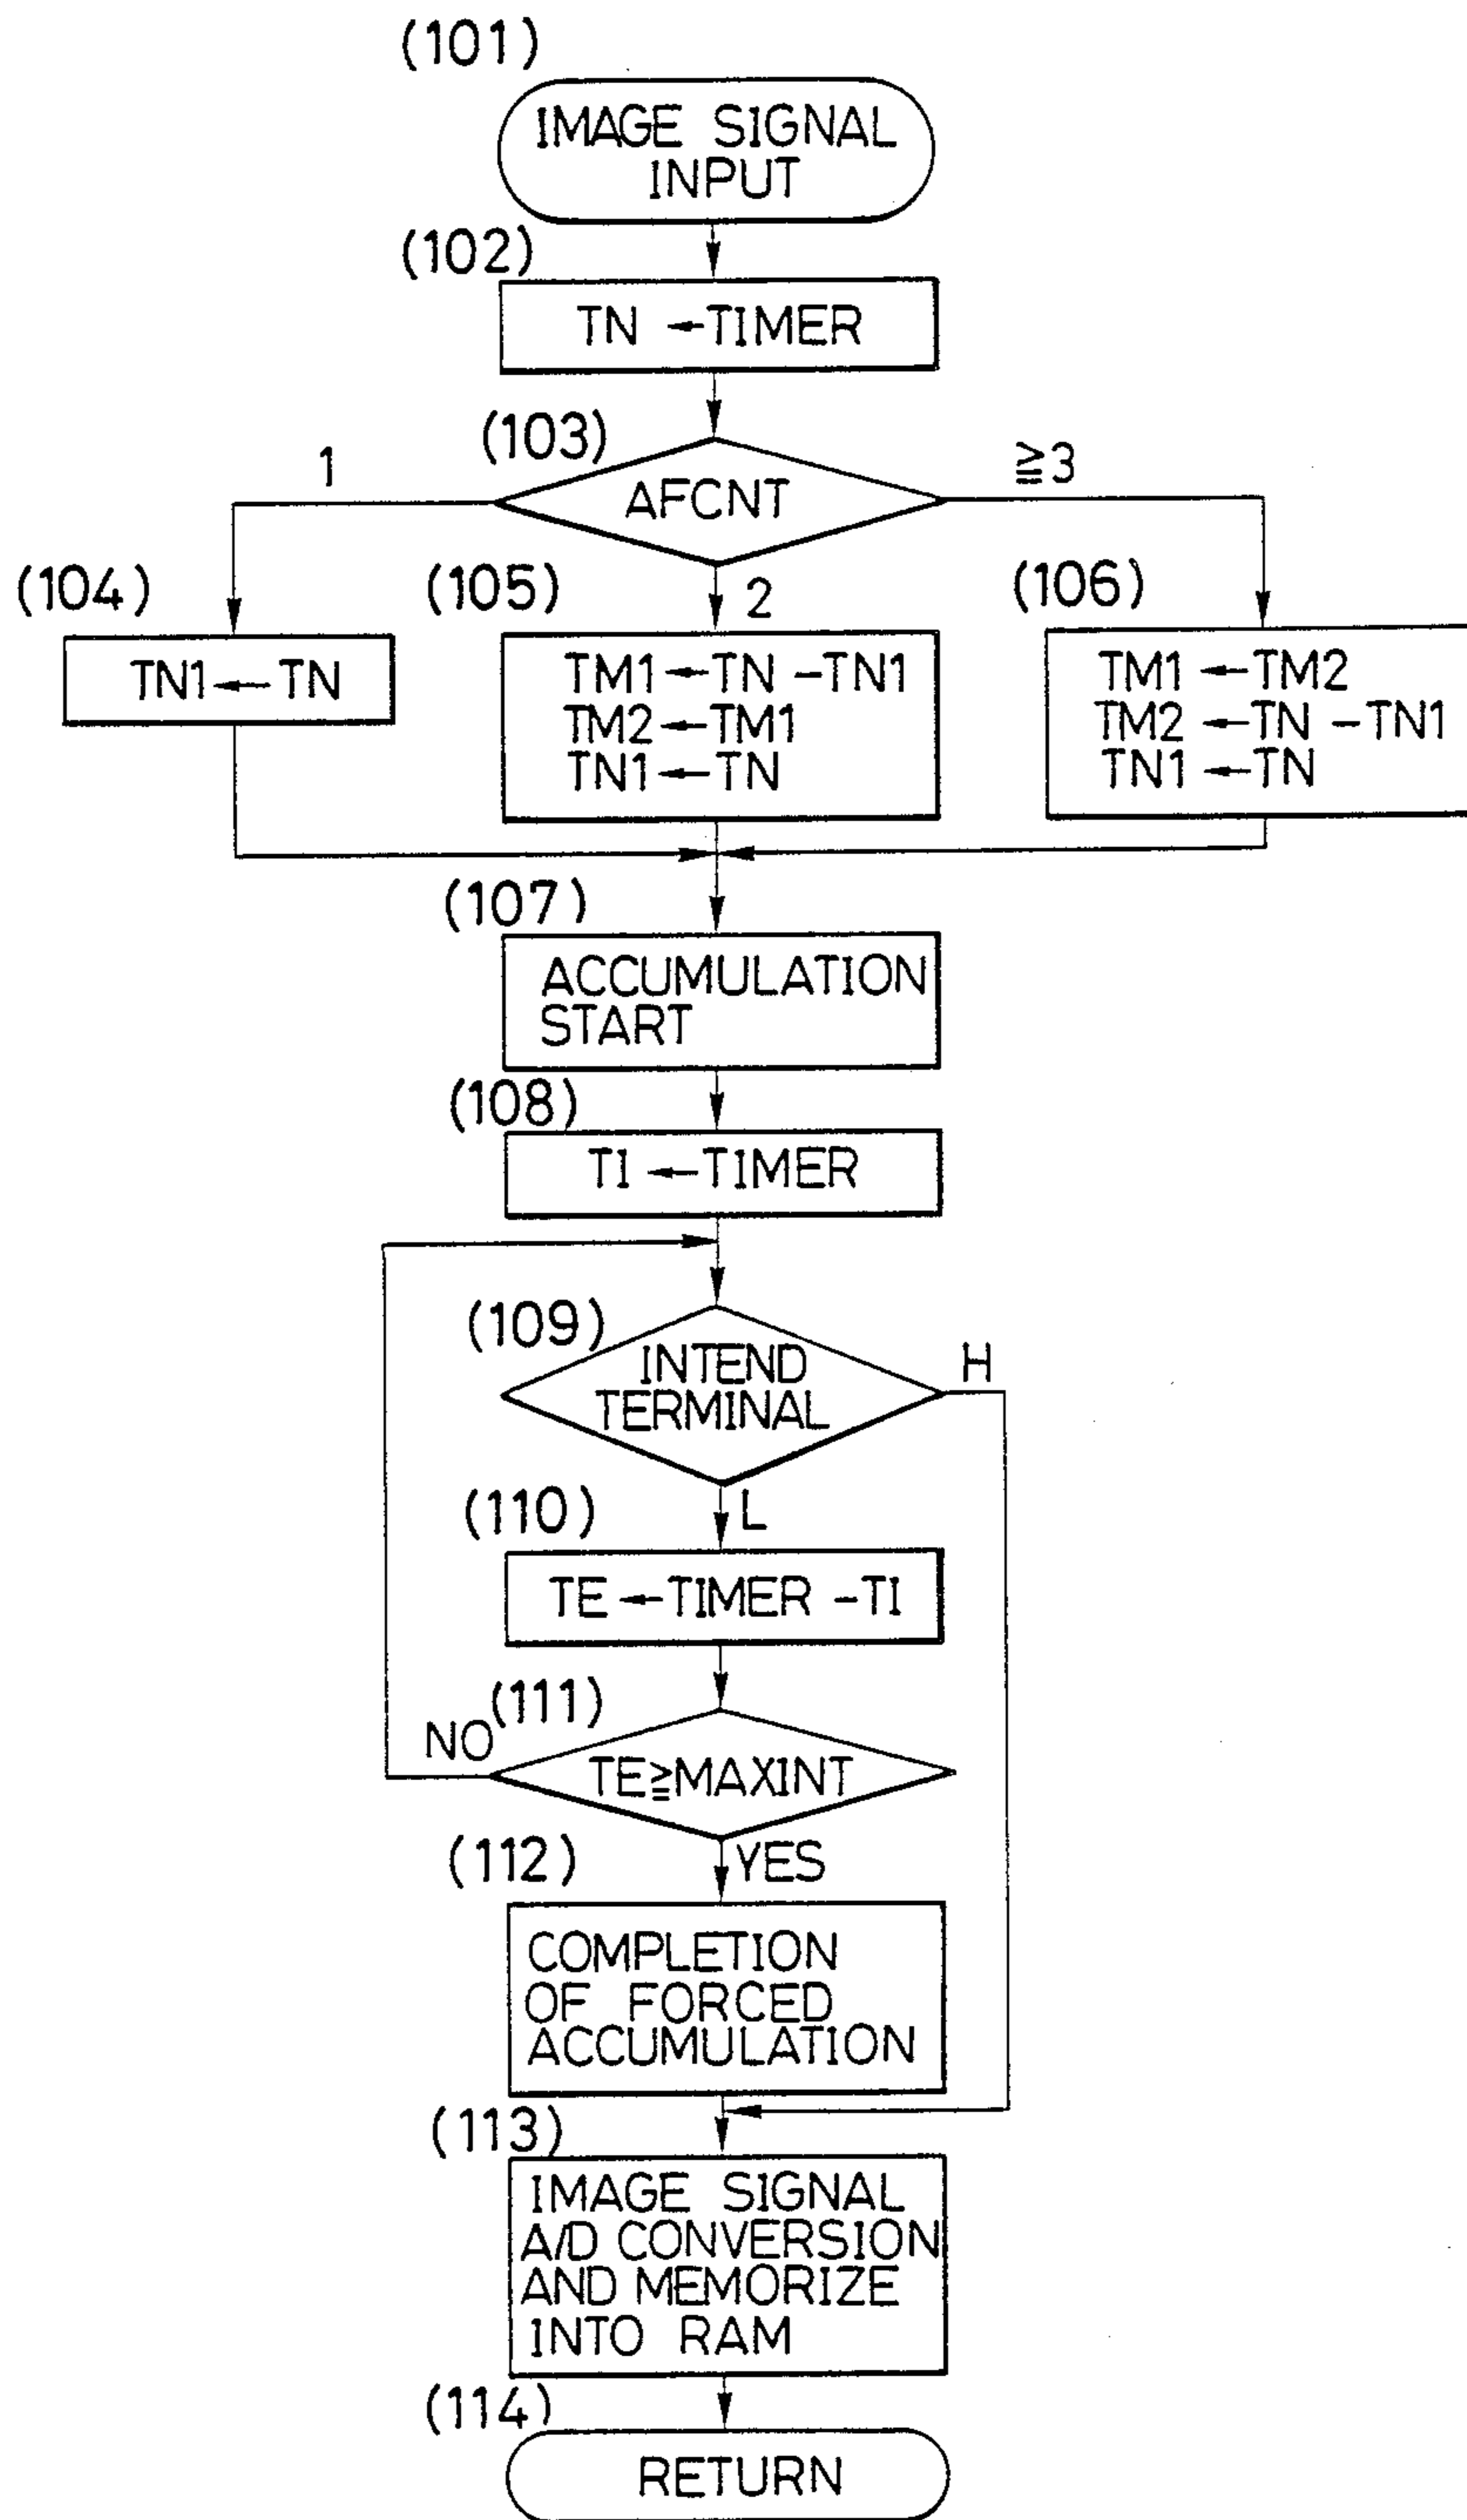 (101)
IMAGE SIGNAL
INPUT
(102)
TN ←TIMER
(103)
1
AFCNT
≧3
(104)
(105)
2
(106)
TN1←TN
TM1←TN −TN1
TM2←TM1
TN1←TN
TM1 ←TM2
TM2 ←TN −TN1
TN1 ←TN
(107)
ACCUMULATION
START
(108)
TI ←TIMER
(109)
INTEND
TERMINAL
H
(110)
L
TE ←TIMER −TI
(111)
NO
TE≧MAXINT
(112)
YES
COMPLETION
OF FORCED
ACCUMULATION
(113)
IMAGE SIGNAL
A/D CONVERSION
AND MEMORIZE
INTO RAM
(114)
RETURN